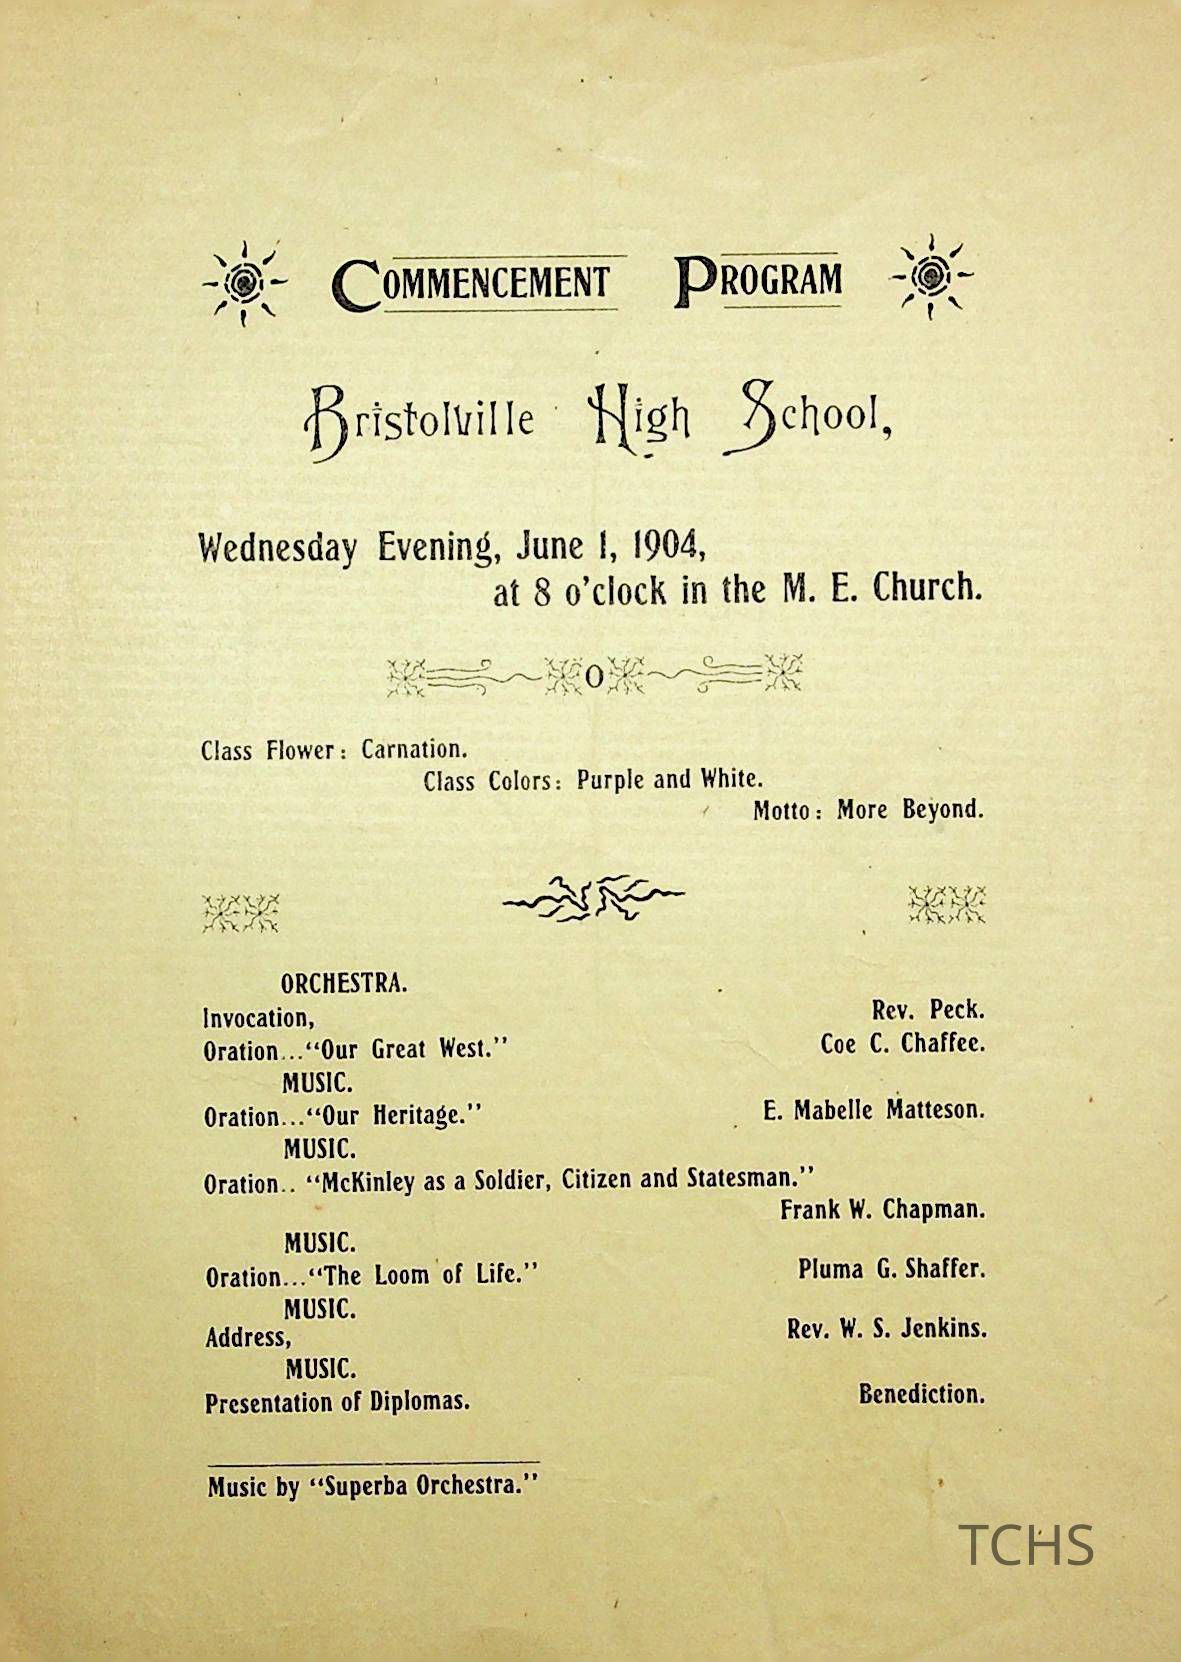 COMMENCEMENT PROGRAM
Bristolville High School,
Wednesday Evening, June 1, 1904,
at 8 o'clock in the M. E. Church.
O
Class Flower: Carnation.
Class Colors: Purple and White.
Motto: More Beyond.
ORCHESTRA.
Invocation, Rev. Peck.
Oration..."Our Great West." Coe C. Chaffee.
MUSIC.
Oration..."Our Heritage." E. Mabelle Matteson.
MUSIC.
Oration.. "McKinley as a Soldier, Citizen and Statesman."
Frank W. Chapman.
MUSIC.
Oration..."The Loom of Life." Pluma G. Shaffer.
MUSIC.
Address, Rev. W. S. Jenkins.
MUSIC.
Presentation of Diplomas. Benediction.
Music by "Superba Orchestra."
TCHS